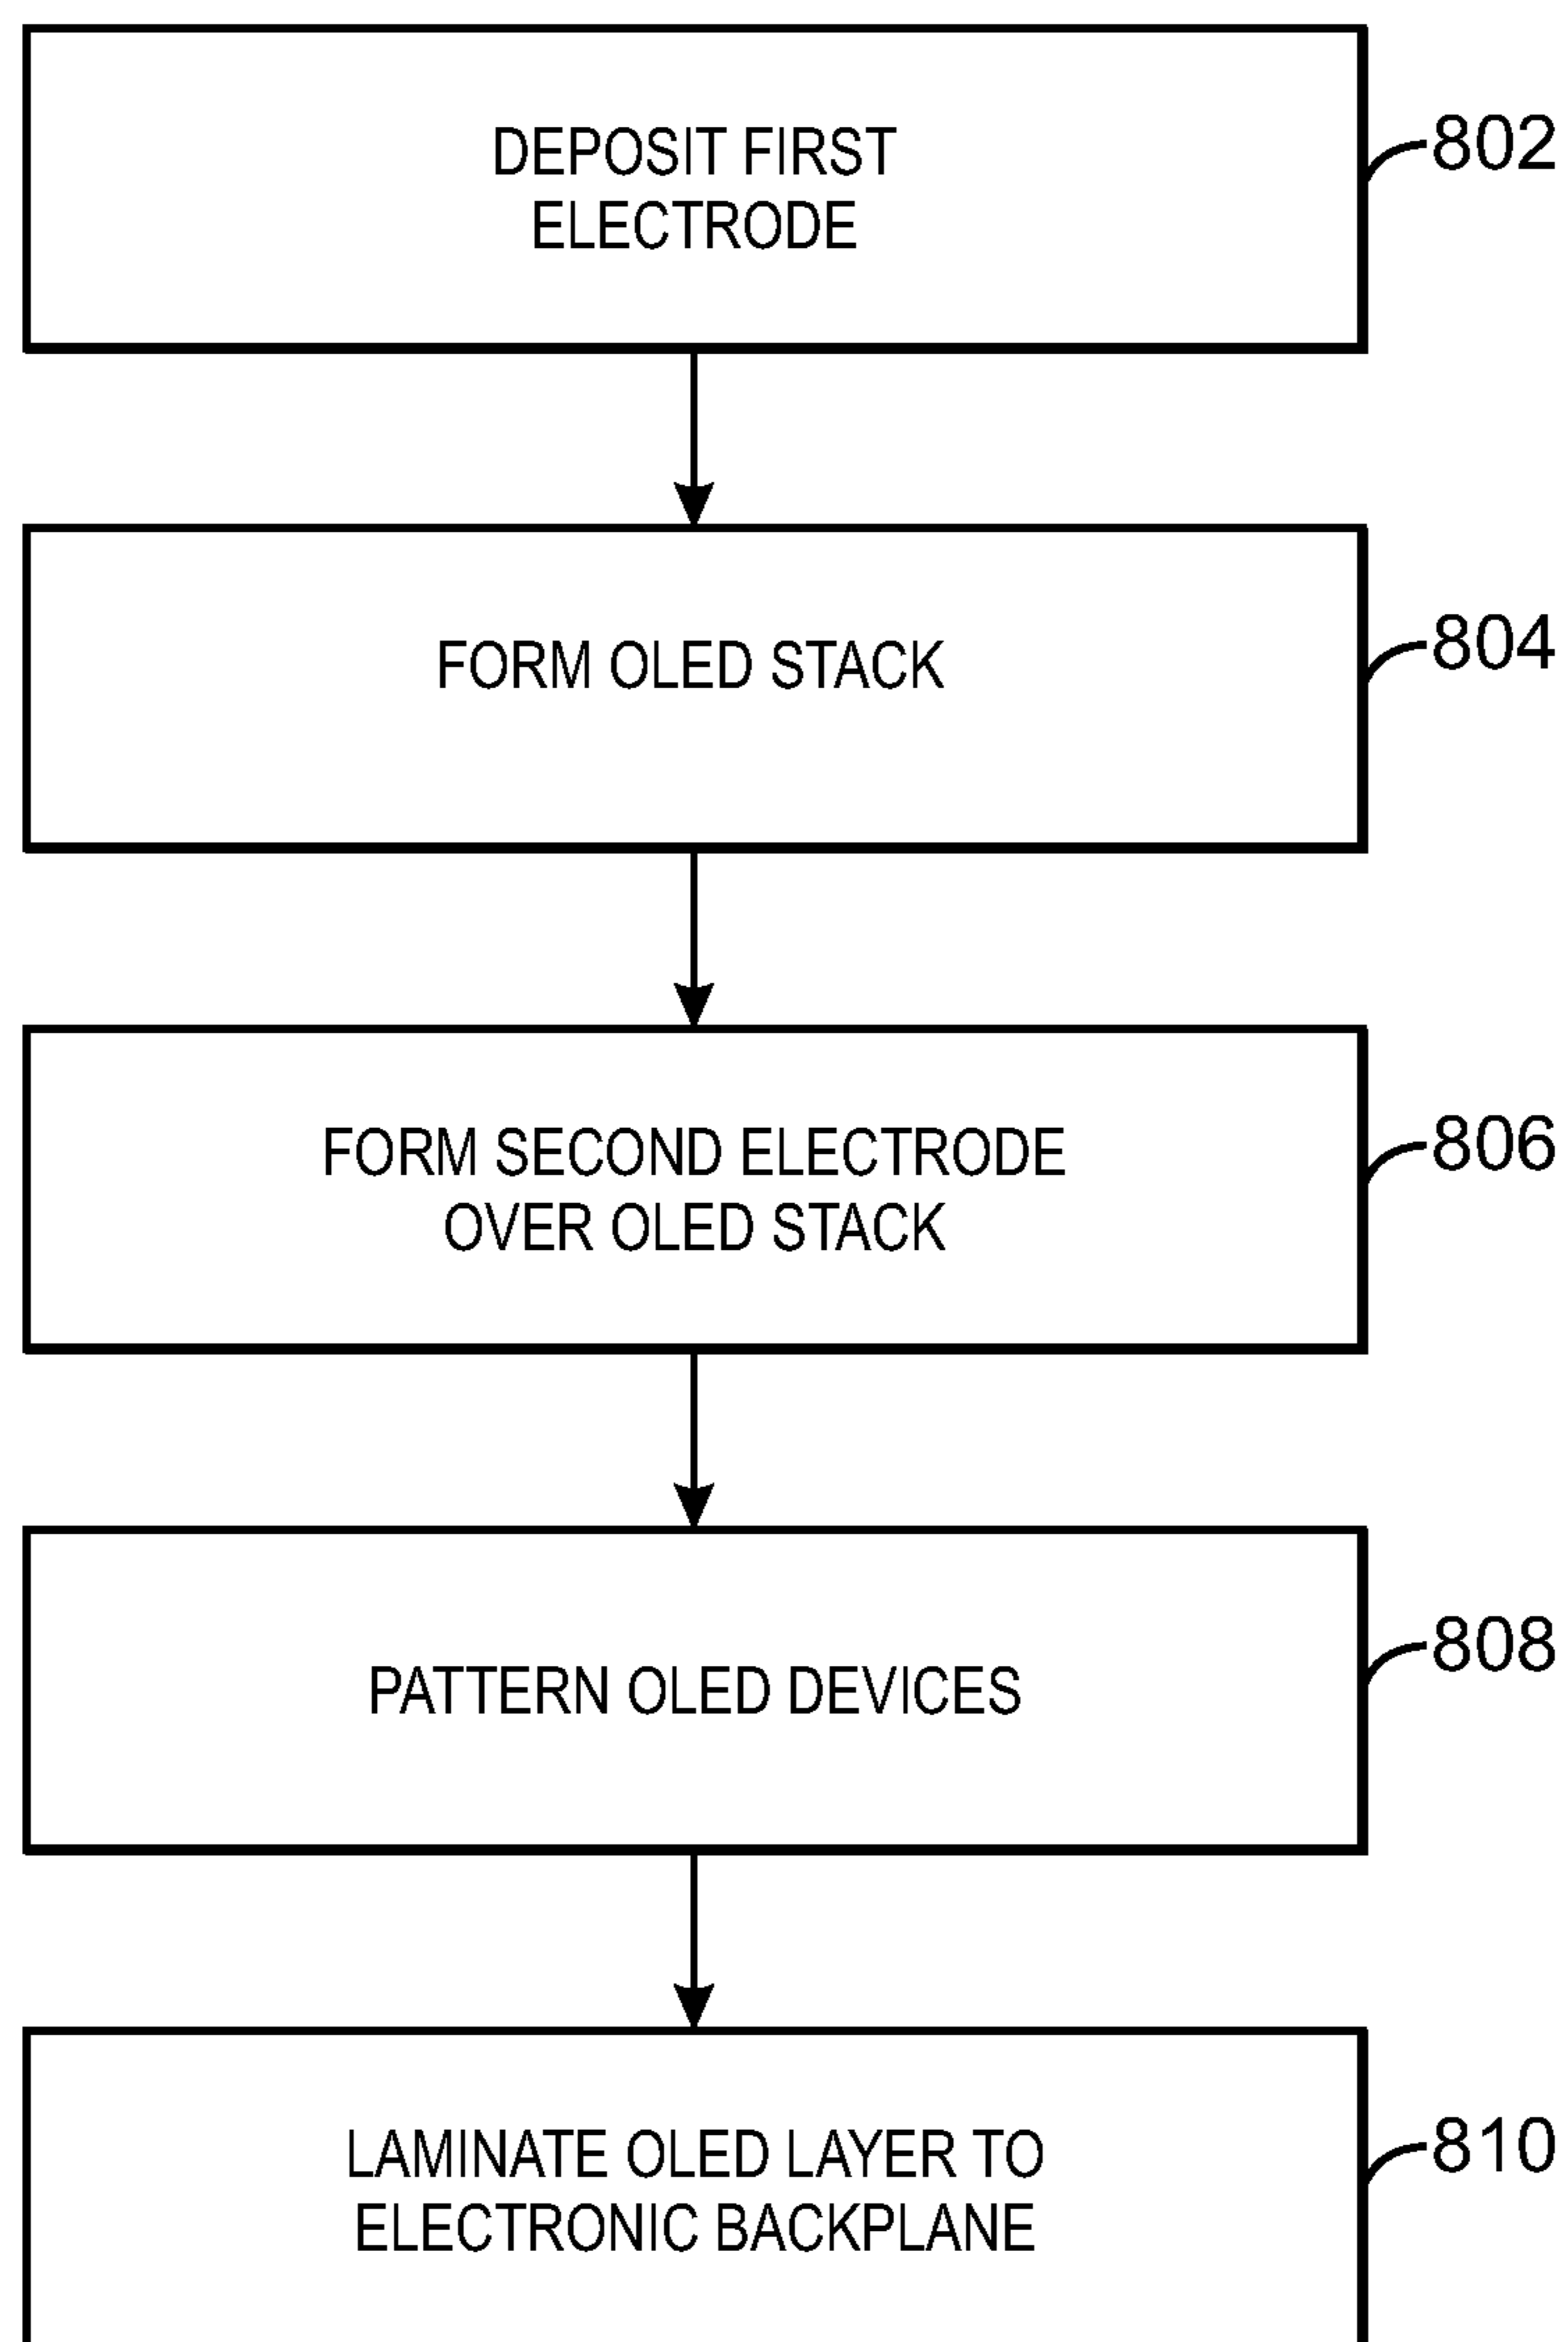 DEPOSIT FIRST
ELECTRODE
802
FORM OLED STACK
804
FORM SECOND ELECTRODE
OVER OLED STACK
806
PATTERN OLED DEVICES
808
LAMINATE OLED LAYER TO
ELECTRONIC BACKPLANE
810